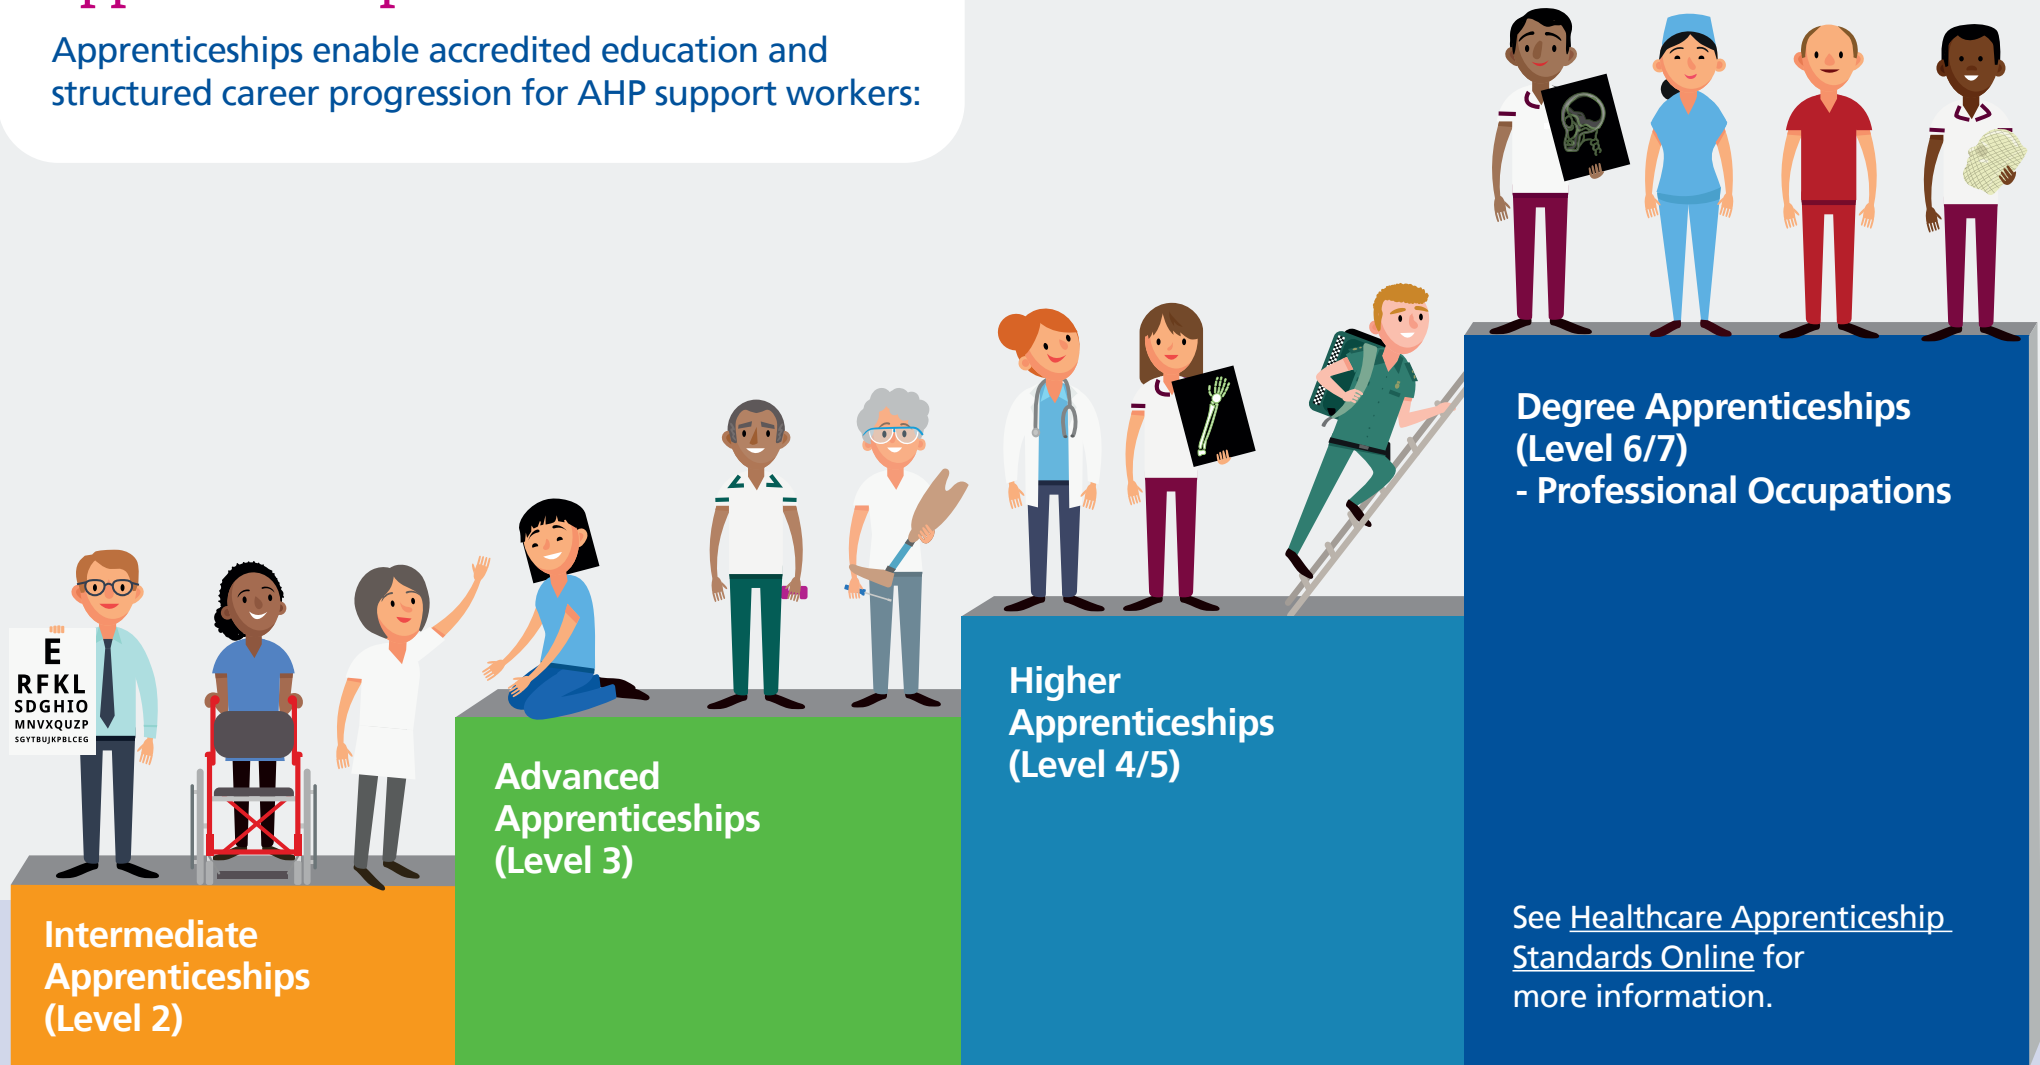 Apprenticeships enable accredited education and
structured career progression for AHP support workers:
E
RFKL
SDGHIO
MNVXQUZP
SGYTBUJKPBLCEG
Intermediate
Apprenticeships
(Level 2)
Advanced
Apprenticeships
(Level 3)
Higher
Apprenticeships
(Level 4/5)
Degree Apprenticeships
(Level 6/7)
- Professional Occupations
See Healthcare Apprenticeship
Standards Online for
more information.